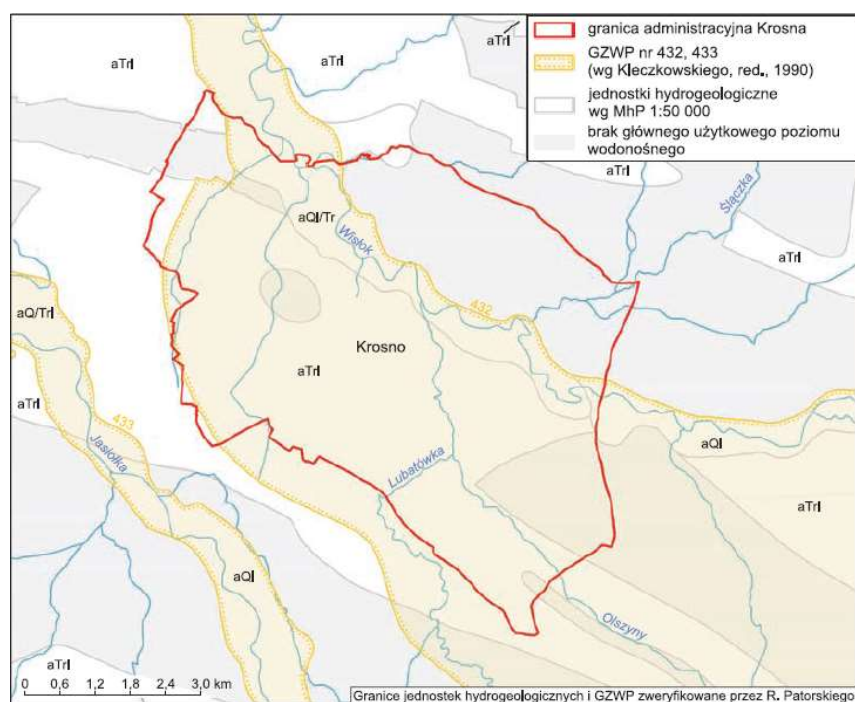 granica administracyjna Krosna
GZWP nr 432, 433
(wg Kleczkowskiego, red., 1990)
jednostki hydrogeologiczne
wg MhP 1:50 000
brak głównego użytkowego poziomu
wodonośnego
aTrI
aTrI
aTrI
aTrI
aTrI
Ślączka
aQI/Tr
Wisłok
aTrI
aQ/TrI
432
Krosno
aTrI
aTrI
433
Jasiołka
Lubatówka
aQI
aTrI
aQI
Olszyny
aTrI
0 0,6 1,2 1,8 2,4 3,0 km
Granice jednostek hydrogeologicznych i GZWP zweryfikowane przez R. Patorskiego